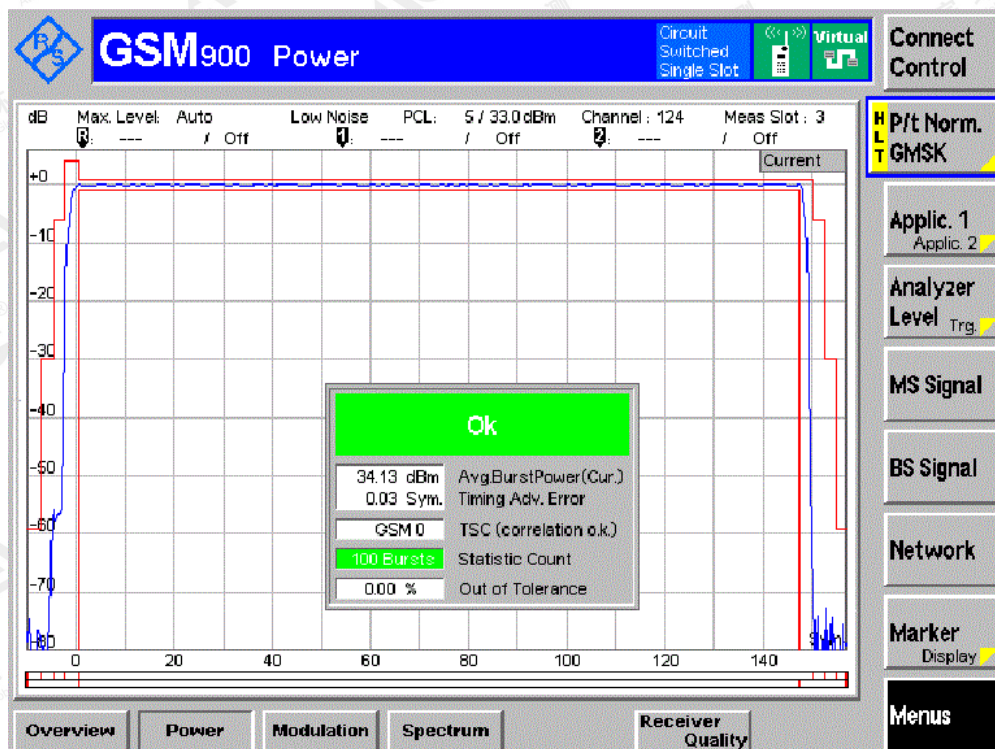 R S
GSM900 Power
Circuit
Switched
Single Slot
Virtual
Connect
Control
dB Max. Level: Auto Low Noise PCL: 5 / 33.0 dBm Channel : 124 Meas Slot : 3
R : --- / Off 1 : --- / Off 2 : --- / Off
Current
+0
-10
-20
-30
-40
-50
-60
-70
-80
0 20 40 60 80 100 120 140
Ok
34.13 dBm Avg.BurstPower(Cur.)
0.03 Sym. Timing Adv. Error
GSM 0 TSC (correlation o.k.)
100 Bursts Statistic Count
0.00 % Out of Tolerance
HLT
P/t Norm.
GMSK
Applic. 1
Applic. 2
Analyzer
Level Trg.
MS Signal
BS Signal
Network
Marker
Display
Menus
Overview Power Modulation Spectrum Receiver
Quality